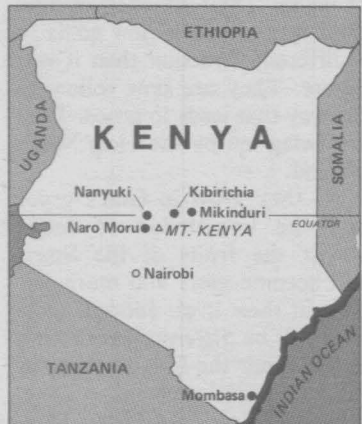 ETHIOPIA
UGANDA
KENYA
SOMALIA
Nanyuki
Kibirichia
Mikinduri
Naro Moru
MT. KENYA
EQUATOR
Nairobi
TANZANIA
Mombasa
INDIAN OCEAN